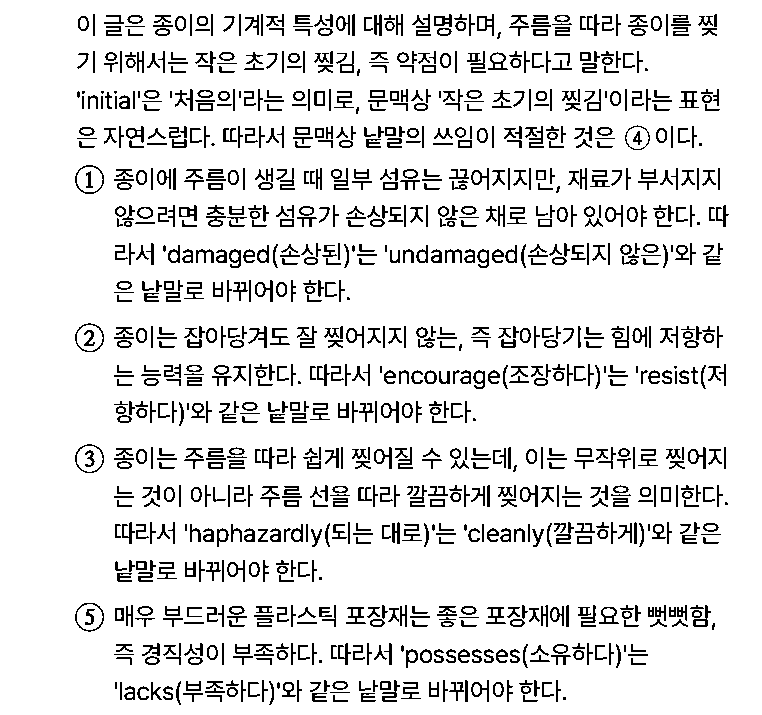 이 글은 종이의 기계적 특성에 대해 설명하며, 주름을 따라 종이를 찢
기 위해서는 작은 초기의 찢김, 즉 약점이 필요하다고 말한다.
'initial'은 '처음의'라는 의미로, 문맥상 '작은 초기의 찢김'이라는 표현
은 자연스럽다. 따라서 문맥상 낱말의 쓰임이 적절한 것은 ④이다.
① 종이에 주름이 생길 때 일부 섬유는 끊어지지만, 재료가 부서지지
않으려면 충분한 섬유가 손상되지 않은 채로 남아 있어야 한다. 따
라서 'damaged(손상된)'는 'undamaged(손상되지 않은)'와 같
은 낱말로 바뀌어야 한다.
② 종이는 잡아당겨도 잘 찢어지지 않는, 즉 잡아당기는 힘에 저항하
는 능력을 유지한다. 따라서 'encourage(조장하다)'는 'resist(저
항하다)'와 같은 낱말로 바뀌어야 한다.
③ 종이는 주름을 따라 쉽게 찢어질 수 있는데, 이는 무작위로 찢어지
는 것이 아니라 주름 선을 따라 깔끔하게 찢어지는 것을 의미한다.
따라서 'haphazardly(되는 대로)'는 'cleanly(깔끔하게)'와 같은
낱말로 바뀌어야 한다.
⑤ 매우 부드러운 플라스틱 포장재는 좋은 포장재에 필요한 뻣뻣함,
즉 경직성이 부족하다. 따라서 'possesses(소유하다)'는
'lacks(부족하다)'와 같은 낱말로 바뀌어야 한다.